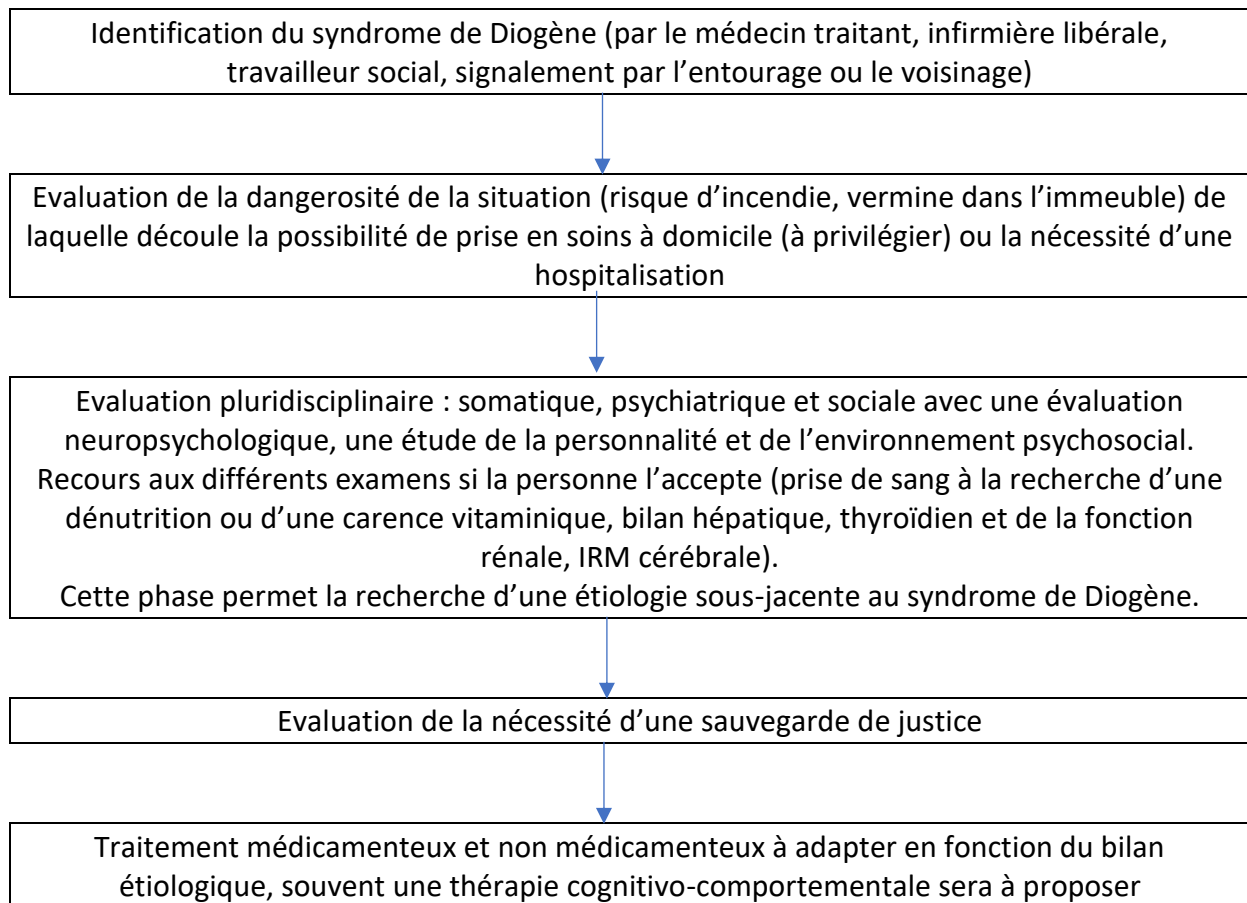 Identification du syndrome de Diogène (par le médecin traitant, infirmière libérale,
travailleur social, signalement par l’entourage ou le voisinage)
Evaluation de la dangerosité de la situation (risque d’incendie, vermine dans l’immeuble) de
laquelle découle la possibilité de prise en soins à domicile (à privilégier) ou la nécessité d’une
hospitalisation
Evaluation pluridisciplinaire : somatique, psychiatrique et sociale avec une évaluation
neuropsychologique, une étude de la personnalité et de l’environnement psychosocial.
Recours aux différents examens si la personne l’accepte (prise de sang à la recherche d’une
dénutrition ou d’une carence vitaminique, bilan hépatique, thyroïdien et de la fonction
rénale, IRM cérébrale).
Cette phase permet la recherche d’une étiologie sous-jacente au syndrome de Diogène.
Evaluation de la nécessité d’une sauvegarde de justice
Traitement médicamenteux et non médicamenteux à adapter en fonction du bilan
étiologique, souvent une thérapie cognitivo-comportementale sera à proposer